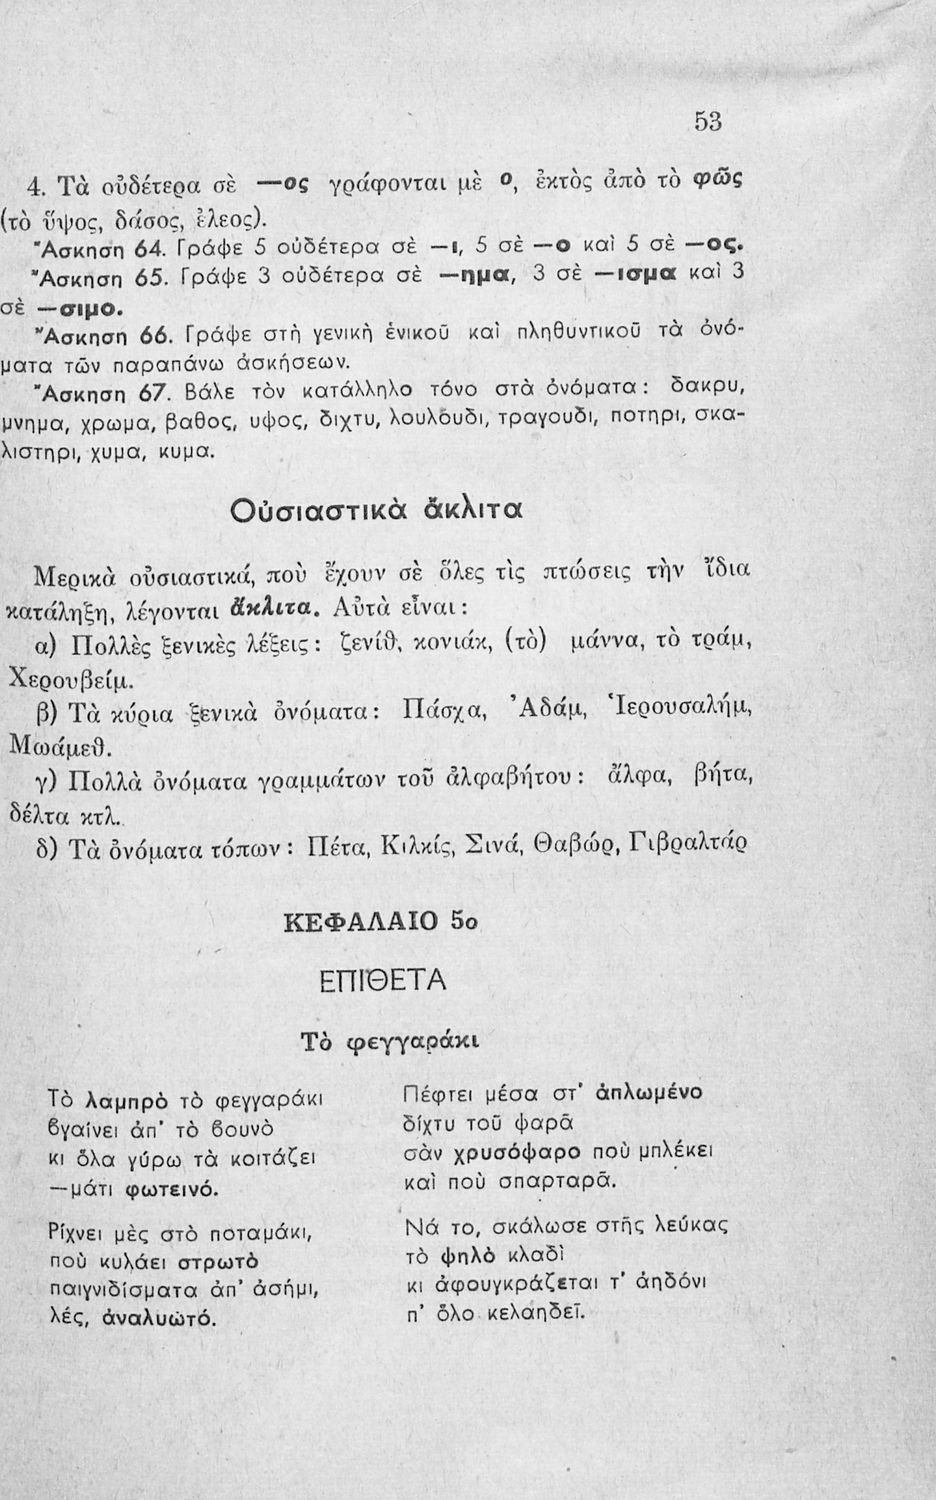 53
4. Τὰ οὐδέτερα σὲ —ος γράφονται μὲ ο, ἐκτὸς ἀπὸ τὸ φῶς
(τὸ ὕψος, δάσος, ἔλεος).
Ἄσκηση 64. Γράψε 5 οὐδέτερα σὲ —ι, 5 σὲ —ο καὶ 5 σὲ —ος.
Ἄσκηση 65. Γράψε 3 οὐδέτερα σὲ —ημα, 3 σὲ —ισμα καὶ 3
σὲ —σιμο.
Ἄσκηση 66. Γράψε στὴ γενικὴ ἑνικοῦ καὶ πληθυντικοῦ τὰ ὀνό-
ματα τῶν παραπάνω ἀσκήσεων.
Ἄσκηση 67. Βάλε τὸν κατάλληλο τόνο στὰ ὀνόματα: δακρυ,
μνημα, χρωμα, βαθος, υψος, διχτυ, λουλουδι, τραγουδι, ποτηρι, σκα-
λιστηρι, χυμα, κυμα.
Οὐσιαστικὰ ἄκλιτα
Μερικὰ οὐσιαστικά, ποὺ ἔχουν σὲ ὅλες τὶς πτώσεις τὴν ἴδια
κατάληξη, λέγονται ἄκλιτα. Αὐτὰ εἶναι:
α) Πολλὲς ξενικὲς λέξεις: ζενίθ, κονιάκ, (τὸ) μάννα, τὸ τράμ,
Χερουβείμ.
β) Τὰ κύρια ξενικὰ ὀνόματα: Πάσχα, Ἀδάμ, Ἱερουσαλήμ,
Μωάμεθ.
γ) Πολλὰ ὀνόματα γραμμάτων τοῦ ἀλφαβήτου: ἄλφα, βήτα,
δέλτα κτλ.
δ) Τὰ ὀνόματα τόπων: Πέτα, Κιλκίς, Σινά, Θαβώρ, Γιβραλτάρ
ΚΕΦΑΛΑΙΟ 5ο
ΕΠΙΘΕΤΑ
Τὸ φεγγαράκι
Τὸ λαμπρὸ τὸ φεγγαράκι
βγαίνει ἀπ' τὸ βουνὸ
κι ὅλα γύρω τὰ κοιτάζει
—μάτι φωτεινό.
Ρίχνει μὲς στὸ ποταμάκι,
ποὺ κυλάει στρωτὸ
παιγνιδίσματα ἀπ' ἀσήμι,
λές, ἀναλυωτό.
Πέφτει μέσα στ' ἁπλωμένο
δίχτυ τοῦ ψαρᾶ
σὰν χρυσόψαρο ποὺ μπλέκει
καὶ ποὺ σπαρταρᾶ.
Νά το, σκάλωσε στῆς λεύκας
τὸ ψηλὸ κλαδὶ
κι ἀφουγκράζεται τ' ἀηδόνι
π' ὅλο κελαηδεῖ.